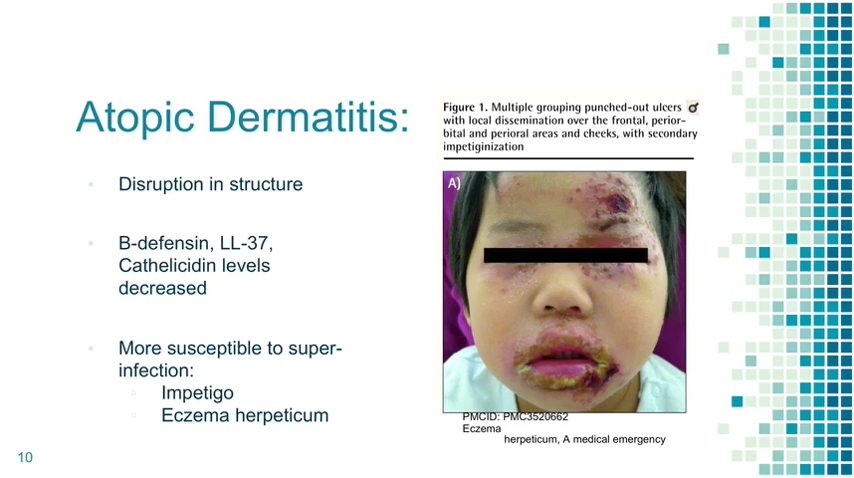 Atopic Dermatitis:
Disruption in structure
B-defensin, LL-37,
Cathelicidin levels
decreased
More susceptible to super-
infection:
Impetigo
Eczema herpeticum
10
Figure 1. Multiple grouping punched-out ulcers
with local dissemination over the frontal, perior-
bital and perioral areas and cheeks, with secondary
impetiginization
A)
PMCID: PMC3520662
Eczema
herpeticum, A medical emergency